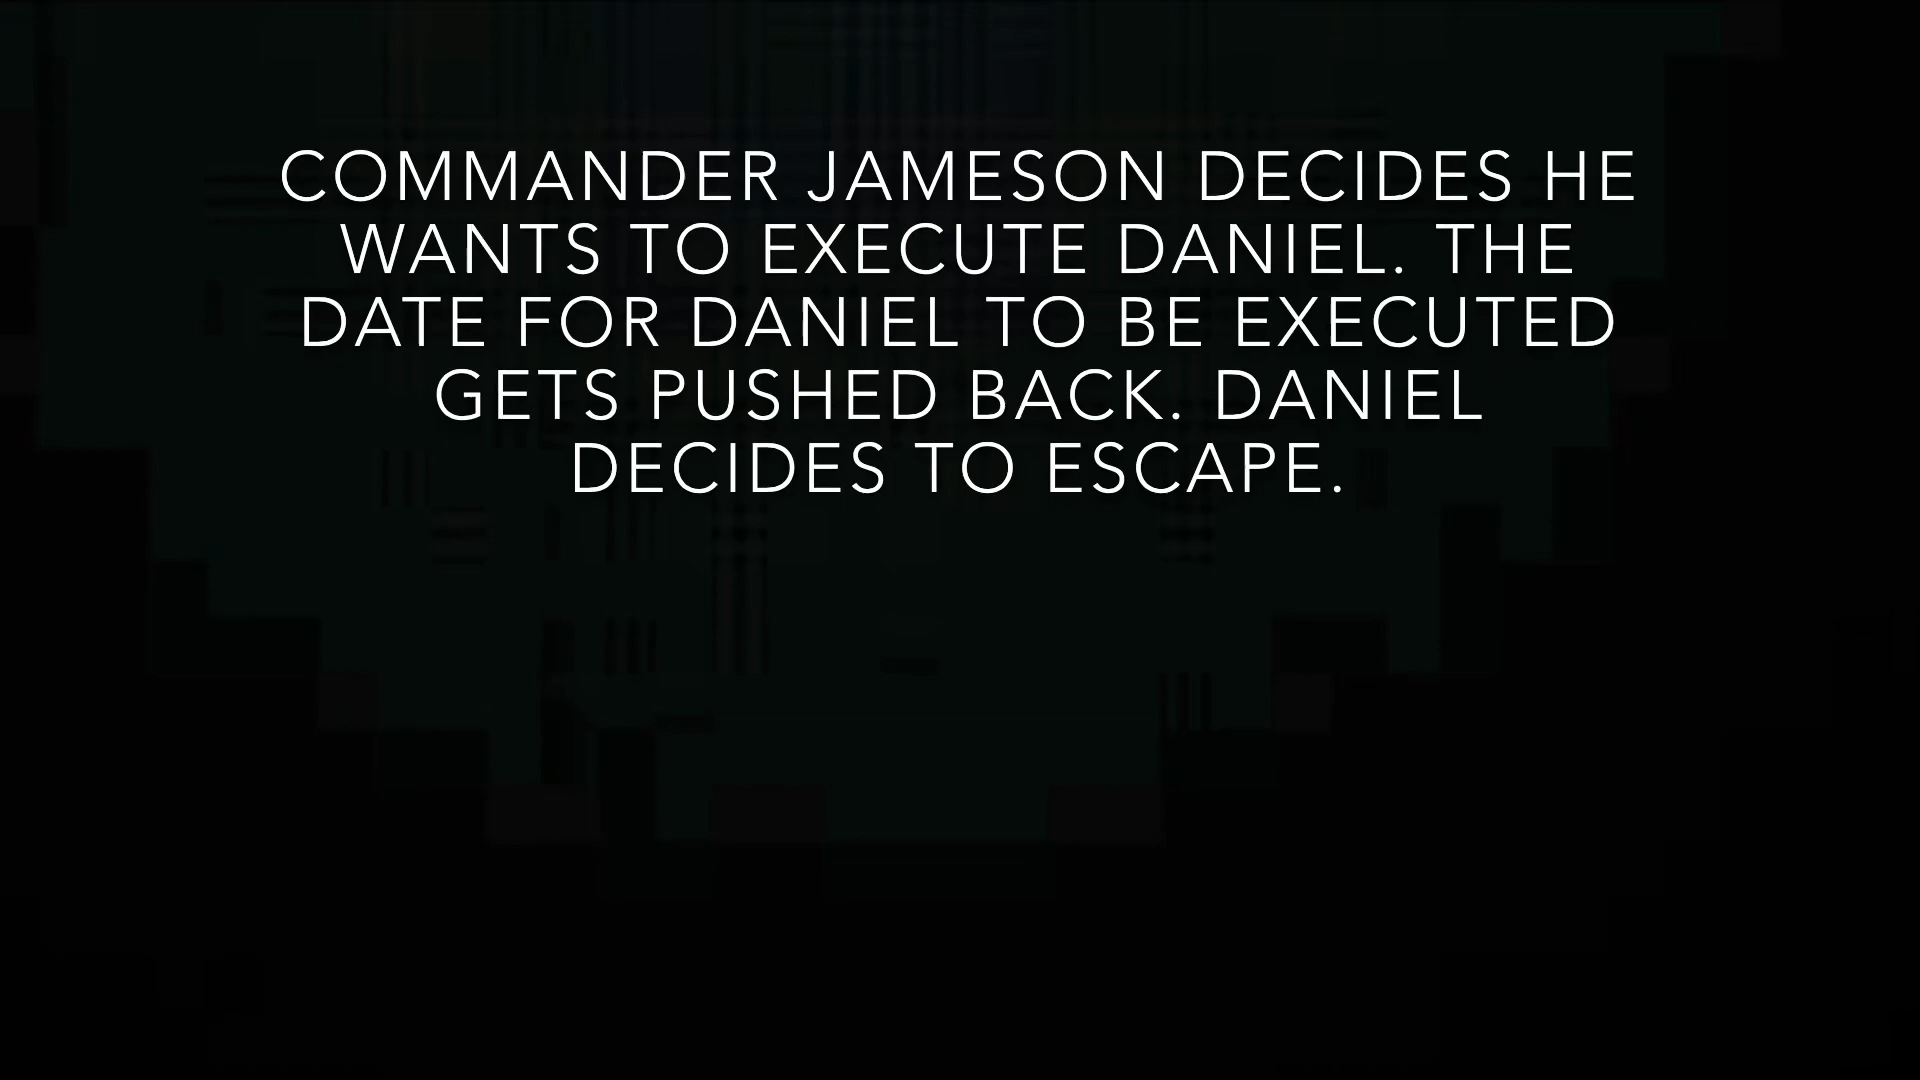 COMMANDER JAMESON DECIDES HE
WANTS TO EXECUTE DANIEL. THE
DATE FOR DANIEL TO BE EXECUTED
GETS PUSHED BACK. DANIEL
DECIDES TO ESCAPE.